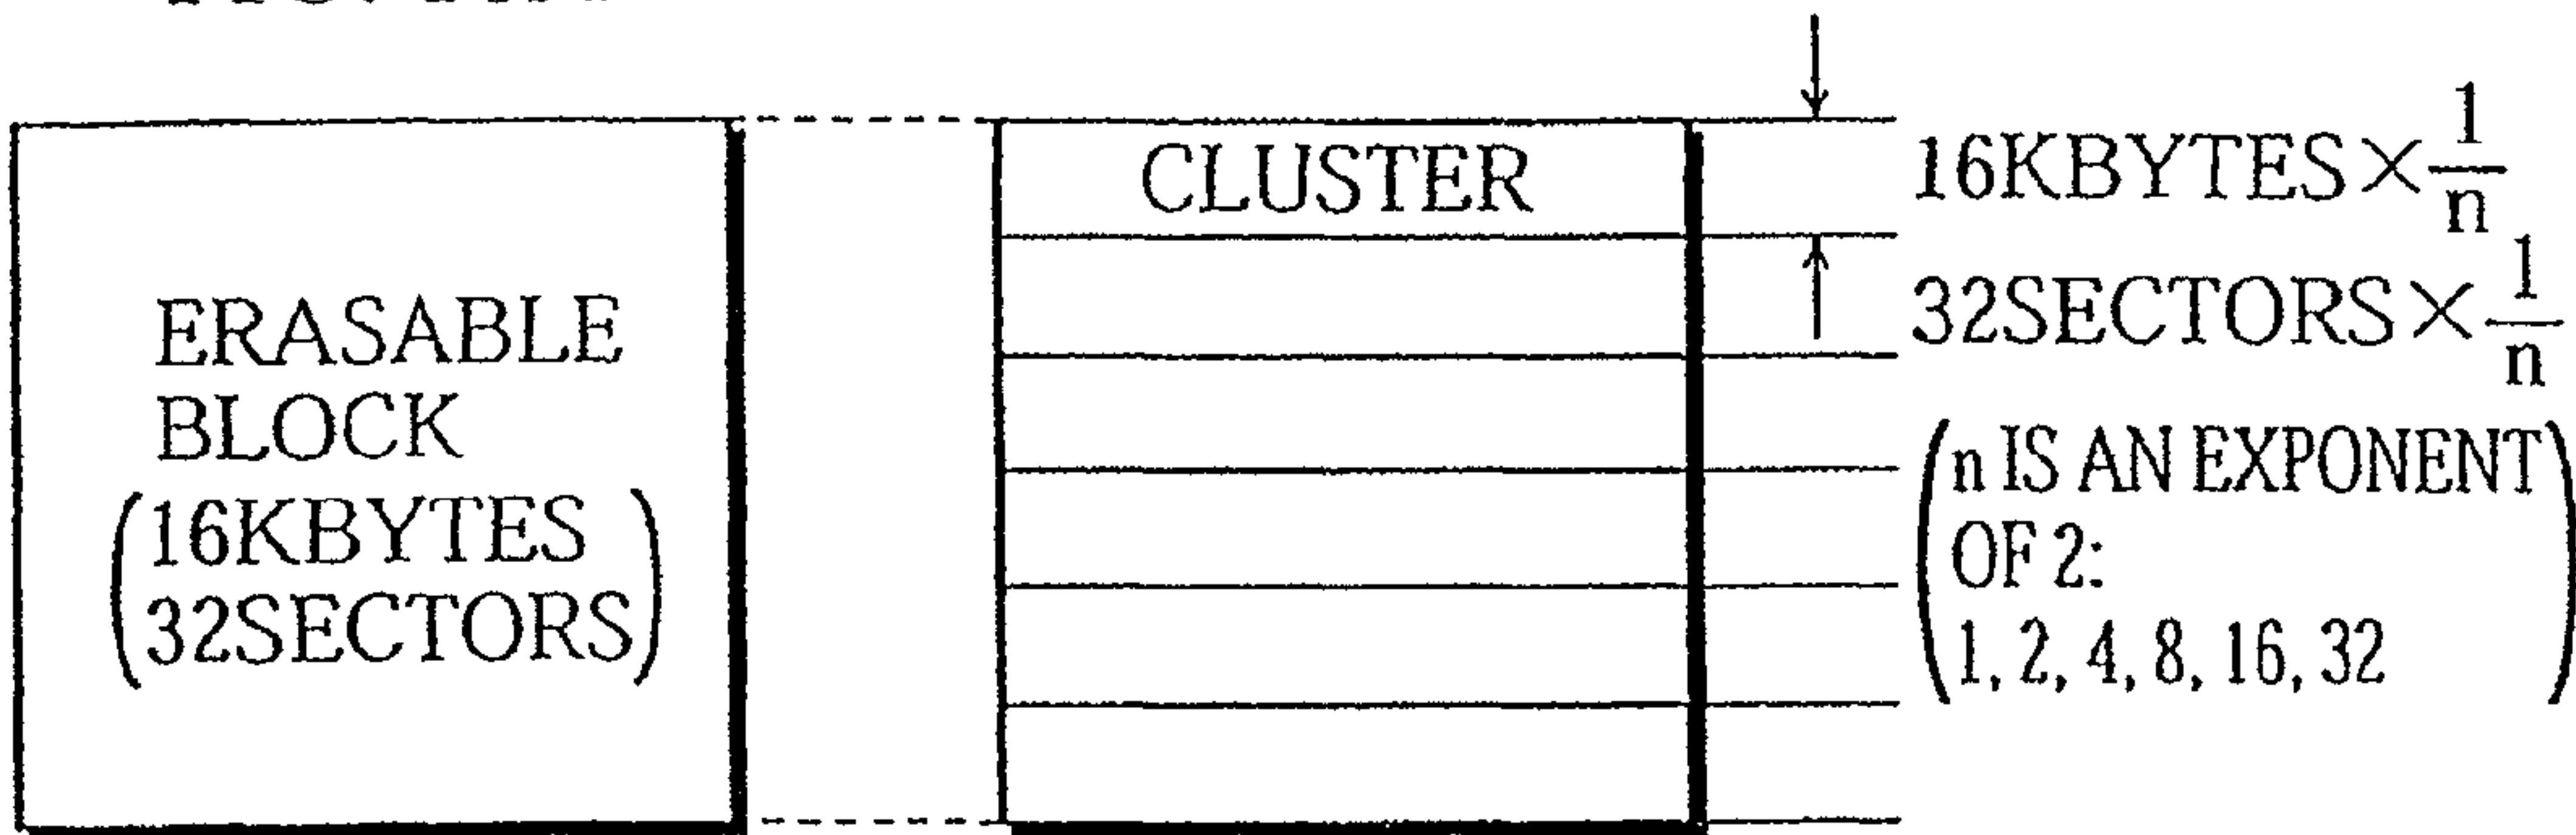 ERASABLE
BLOCK
(16KBYTES
32SECTORS)
CLUSTER
16KBYTES×1/n
32SECTORS×1/n
(n IS AN EXPONENT
OF 2:
1, 2, 4, 8, 16, 32)